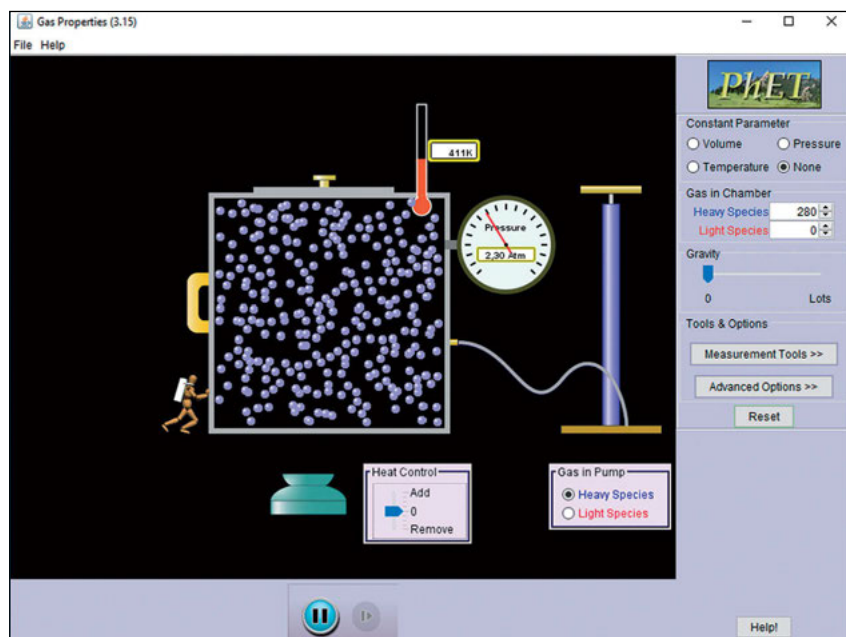 Gas Properties (3.15)
File Help
PhET
Constant Parameter
Volume Pressure
Temperature None
Gas in Chamber
Heavy Species 280
Light Species 0
Gravity
0 Lots
Tools & Options
Measurement Tools >>
Advanced Options >>
Reset
411K
Pressure
2,30 Atm
Heat Control
Add
0
Remove
Gas in Pump
Heavy Species
Light Species
Help!